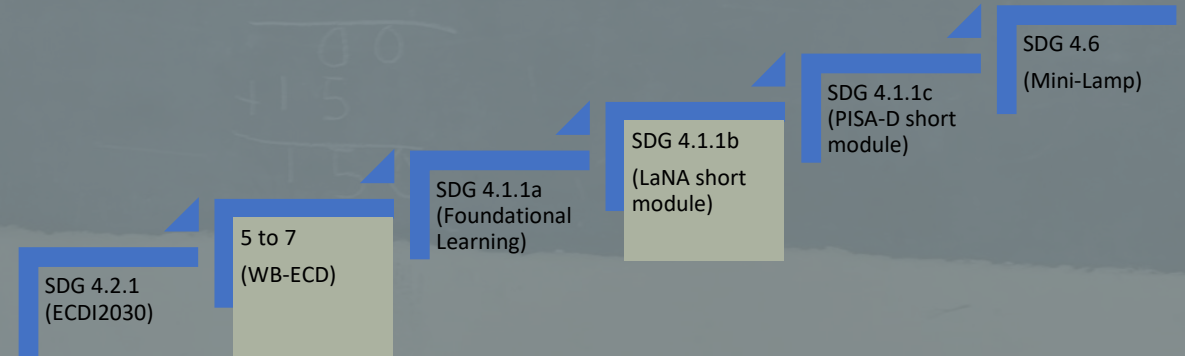 SDG 4.2.1
(ECDI2030)
5 to 7
(WB-ECD)
SDG 4.1.1a
(Foundational
Learning)
SDG 4.1.1b
(LaNA short
module)
SDG 4.1.1c
(PISA-D short
module)
SDG 4.6
(Mini-Lamp)